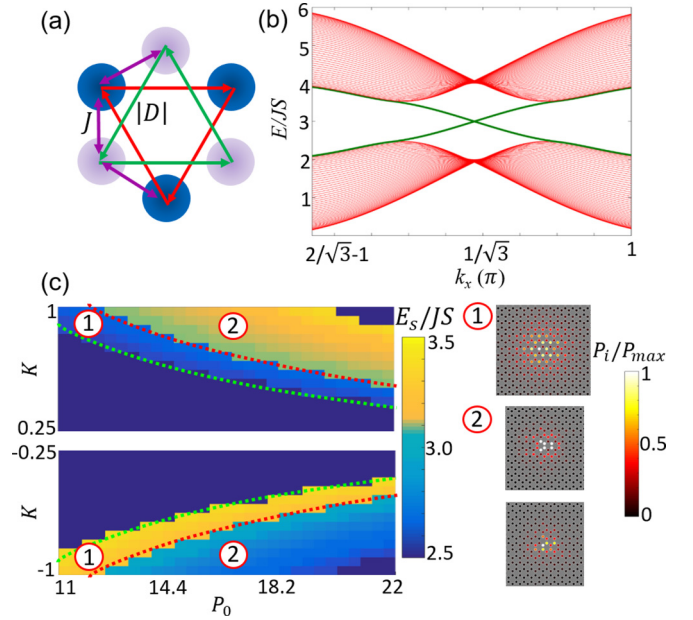 (a)
J
|D|
(b)
E/JS
6
5
4
3
2
1
2/√3-1
1/√3
1
k_x(π)
(c)
K
1
0.25
1
2
-0.25
K
-1
1
2
11
14.4
18.2
22
P_0
E_s/JS
3.5
3.0
2.5
1
2
P_i/P_max
1
0.5
0